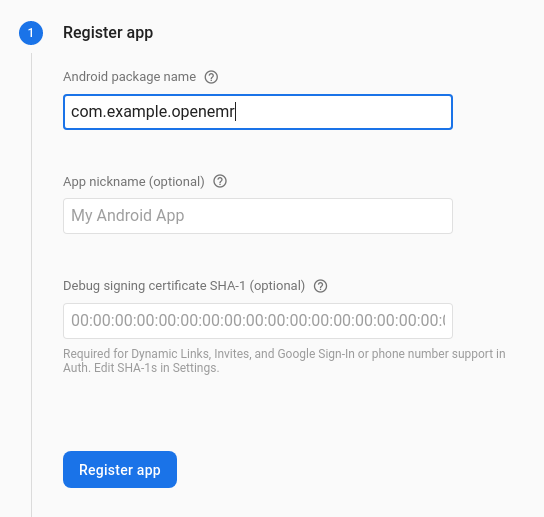 1 Register app
Android package name ?
com.example.openemr
App nickname (optional) ?
My Android App
Debug signing certificate SHA-1 (optional) ?
00:00:00:00:00:00:00:00:00:00:00:00:00:00:00:00:00:
Required for Dynamic Links, Invites, and Google Sign-In or phone number support in
Auth. Edit SHA-1s in Settings.
Register app